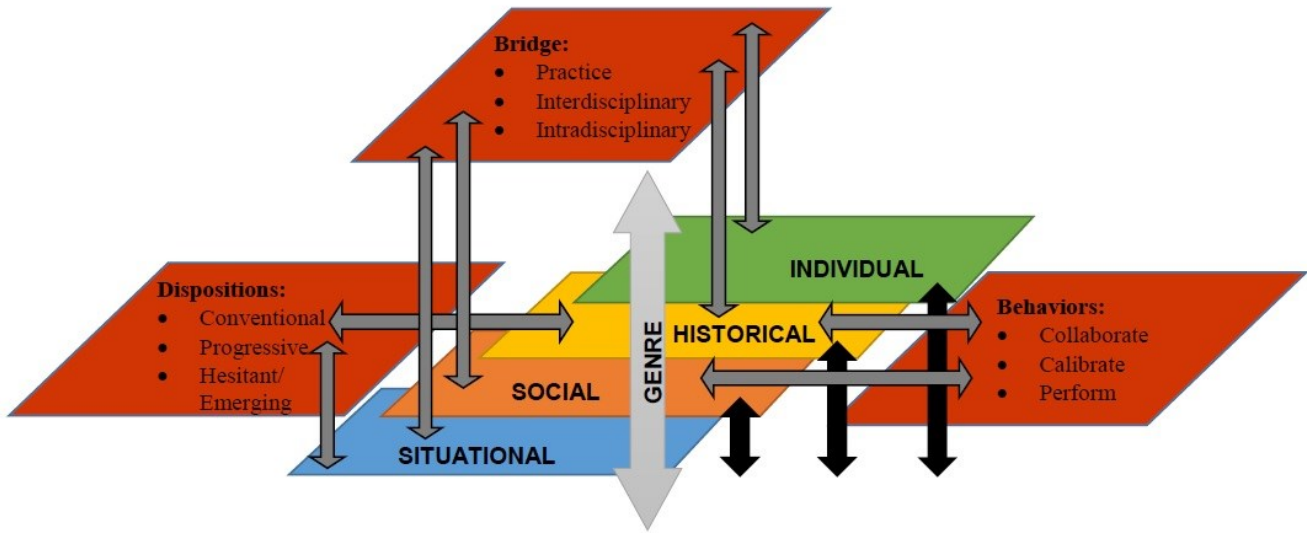 Bridge:
• Practice
• Interdisciplinary
• Intradisciplinary
INDIVIDUAL
Dispositions:
• Conventional
• Progressive
• Hesitant/
Emerging
HISTORICAL
Behaviors:
• Collaborate
• Calibrate
• Perform
GENRE
SOCIAL
SITUATIONAL